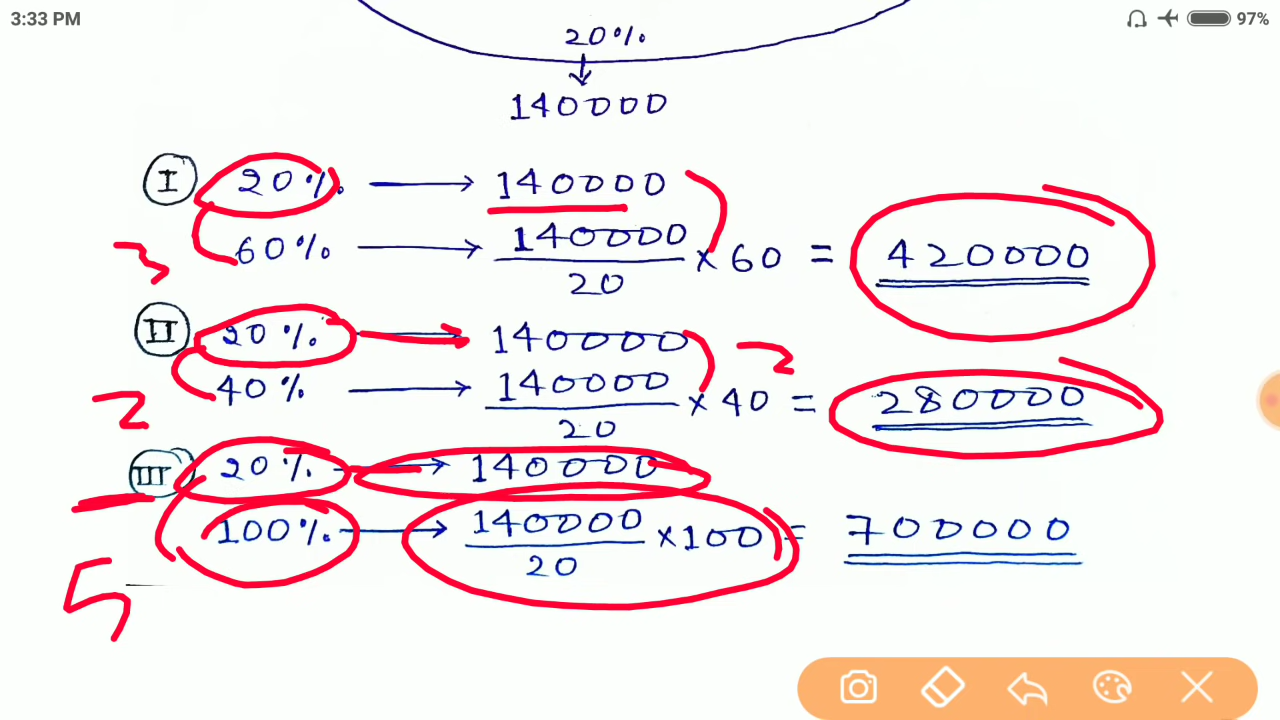 3:33 PM 97%
20%
140000
I 20% → 140000
3 60% → 140000/20 × 60 = 420000
II 20% → 140000
2
2 40% → 140000/20 × 40 = 280000
III 20% → 140000
100% → 140000/20 ×100 = 700000
5